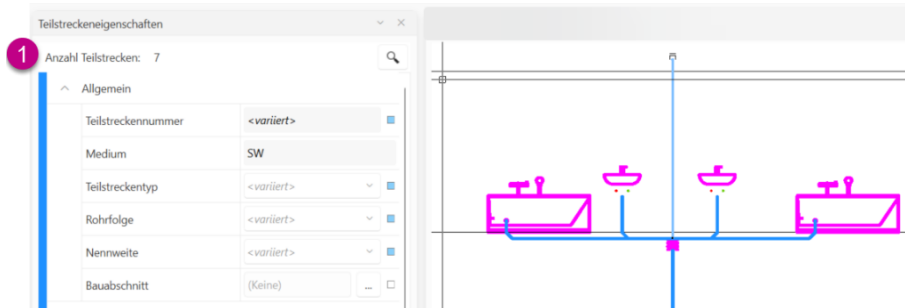 Teilstreckeneigenschaften
1
Anzahl Teilstrecken: 7
Allgemein
Teilstreckennummer <variiert>
Medium SW
Teilstreckentyp <variiert>
Rohrfolge <variiert>
Nennweite <variiert>
Bauabschnitt (Keine) ...